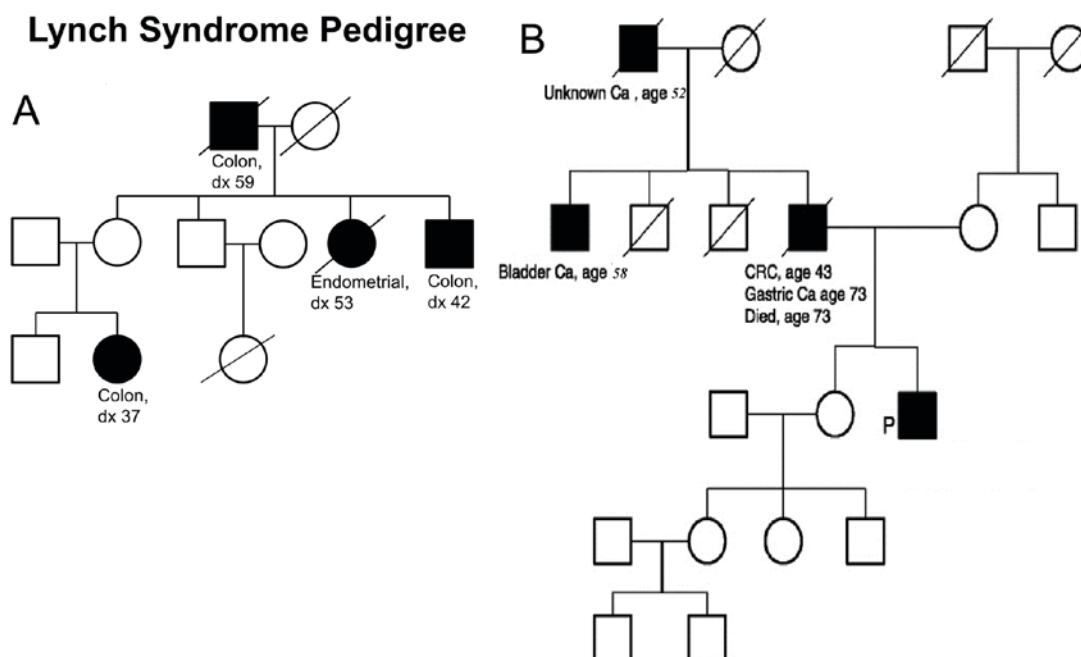 Lynch Syndrome Pedigree
A
Colon,
dx 59
Endometrial,
dx 53
Colon,
dx 42
Colon,
dx 37
B
Unknown Ca , age 52
Bladder Ca, age 58
CRC, age 43
Gastric Ca age 73
Died, age 73
P